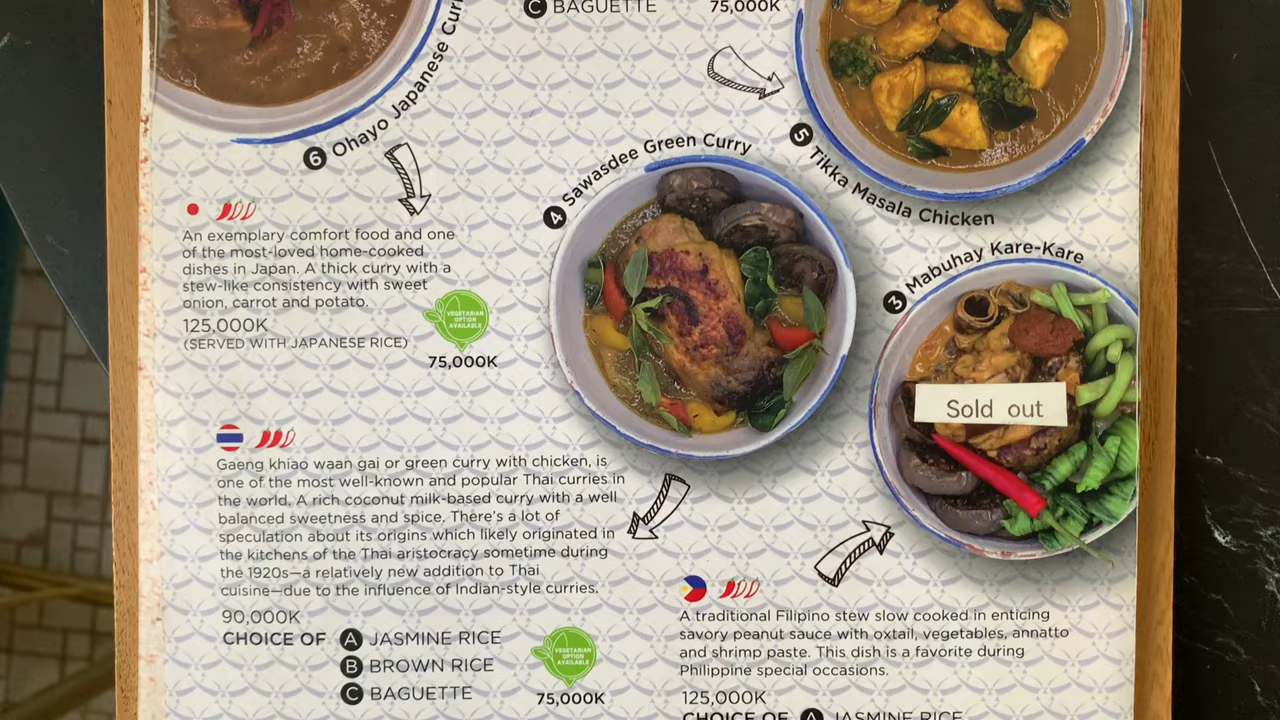 C BAGUETTE
75,000K
6 Ohayo Japanese
5 Tikka Masala Chicken
An exemplary comfort food and one
of the most-loved home-cooked
dishes in Japan. A thick curry with a
stew-like consistency with sweet
onion, carrot and potato.
125,000K
(SERVED WITH JAPANESE RICE)
VEGETARIAN
OPTION
AVAILABLE
75,000K
4 Sawasdee Green Curry
3 Mabuhay Kare-Kare
Sold out
Gaeng khiao waan gai or green curry with chicken, is
one of the most well-known and popular Thai curries in
the world. A rich coconut milk-based curry with a well
balanced sweetness and spice. There's a lot of
speculation about its origins which likely originated in
the kitchens of the Thai aristocracy sometime during
the 1920s—a relatively new addition to Thai
cuisine—due to the influence of Indian-style curries.
90,000K
CHOICE OF A JASMINE RICE
B BROWN RICE
C BAGUETTE
VEGETARIAN
OPTION
AVAILABLE
75,000K
A traditional Filipino stew slow cooked in enticing
savory peanut sauce with oxtail, vegetables, annatto
and shrimp paste. This dish is a favorite during
Philippine special occasions.
125,000K
CHOICE OF A JASMINE RICE